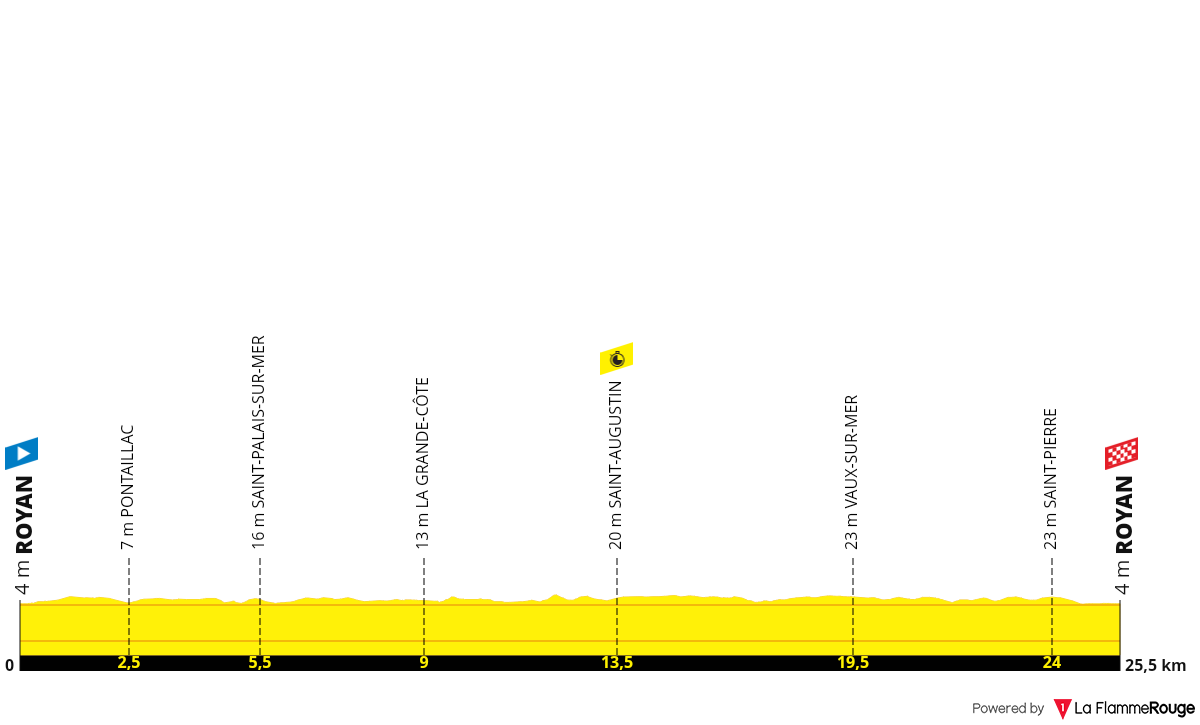 4 m ROYAN
7 m PONTAILLAC
16 m SAINT-PALAIS-SUR-MER
13 m LA GRANDE-CÔTE
20 m SAINT-AUGUSTIN
23 m VAUX-SUR-MER
23 m SAINT-PIERRE
4 m ROYAN
0
2,5
5,5
9
13,5
19,5
24
25,5 km
Powered by 1 La FlammeRouge